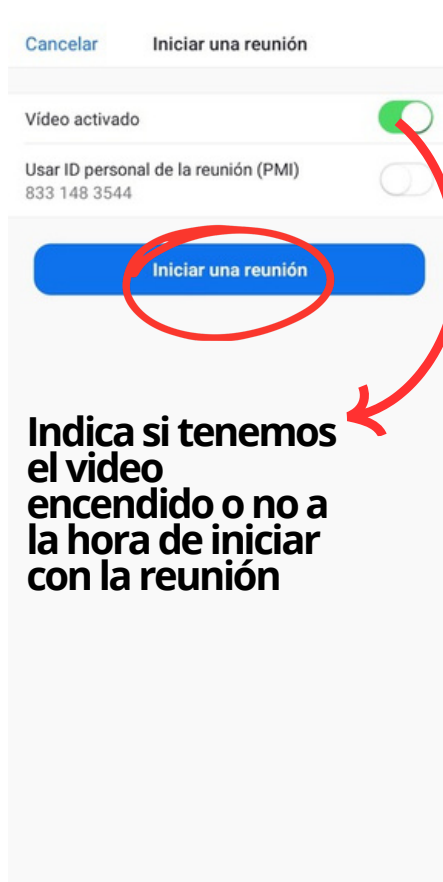 Cancelar Iniciar una reunión
Vídeo activado
Usar ID personal de la reunión (PMI)
833 148 3544
Iniciar una reunión
Indica si tenemos
el video
encendido o no a
la hora de iniciar
con la reunión